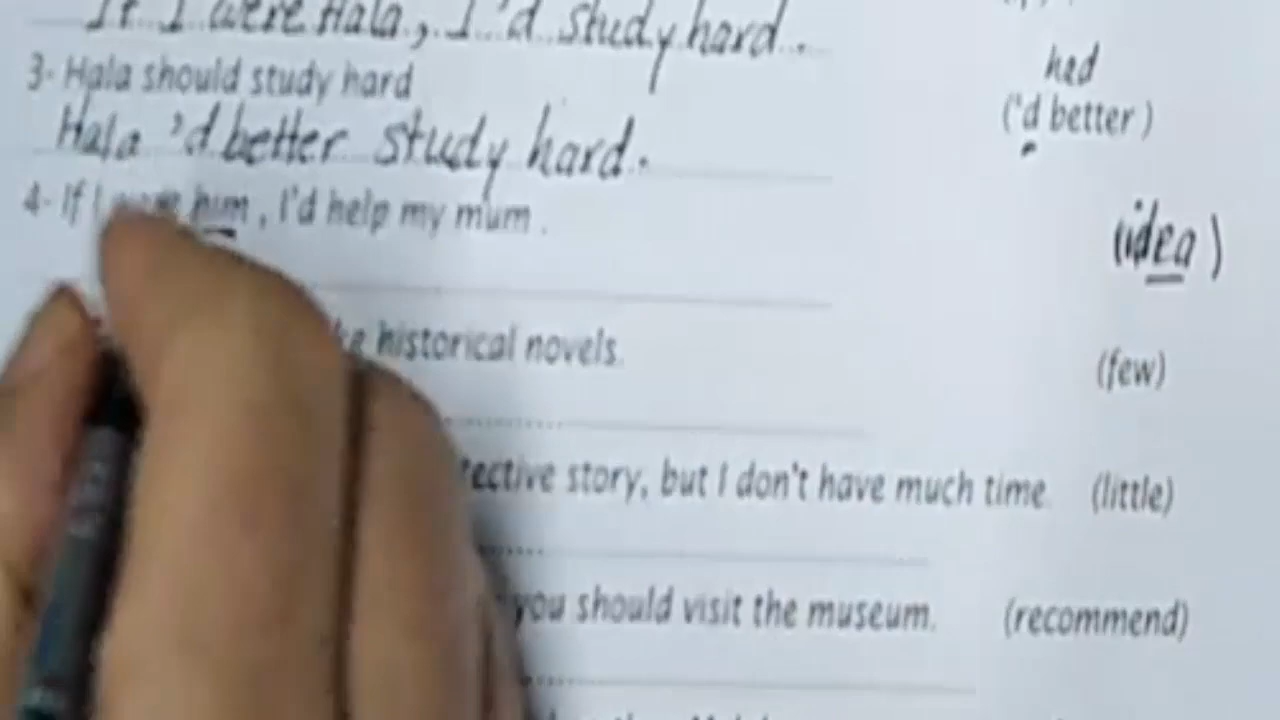 If I were Hala, I'd study hard.
3- Hala should study hard
had
('d better)
Hala 'd better study hard.
4- If I him, I'd help my mum.
(idea)
historical novels.
(few)
story, but I don't have much time
(little)
you should visit the museum.
(recommend)